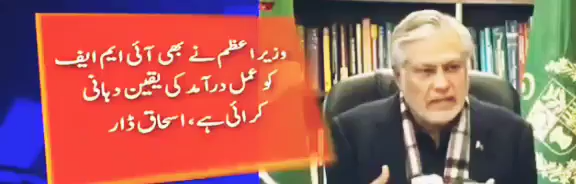 وزیراعظم نے بھی آئی ایم ایف
کو عمل درآمد کی یقین دہانی
کرائی ہے، اسحاق ڈار